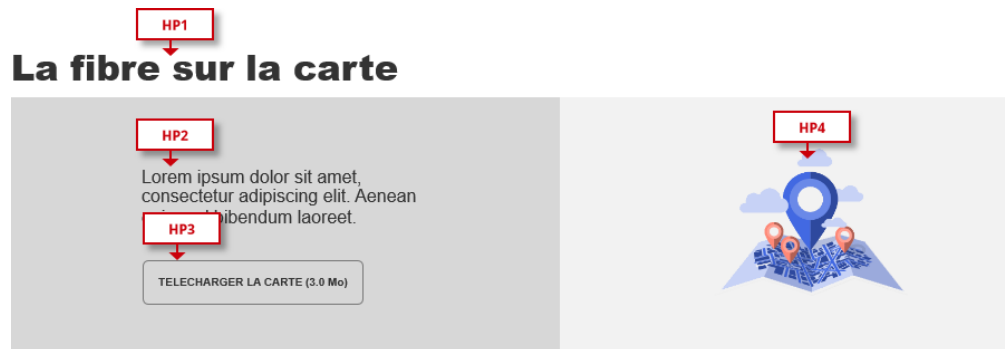 HP1
La fibre sur la carte
HP2
HP4
Lorem ipsum dolor sit amet,
consectetur adipiscing elit. Aenean
bibendum laoreet.
HP3
TELECHARGER LA CARTE (3.0 Mo)